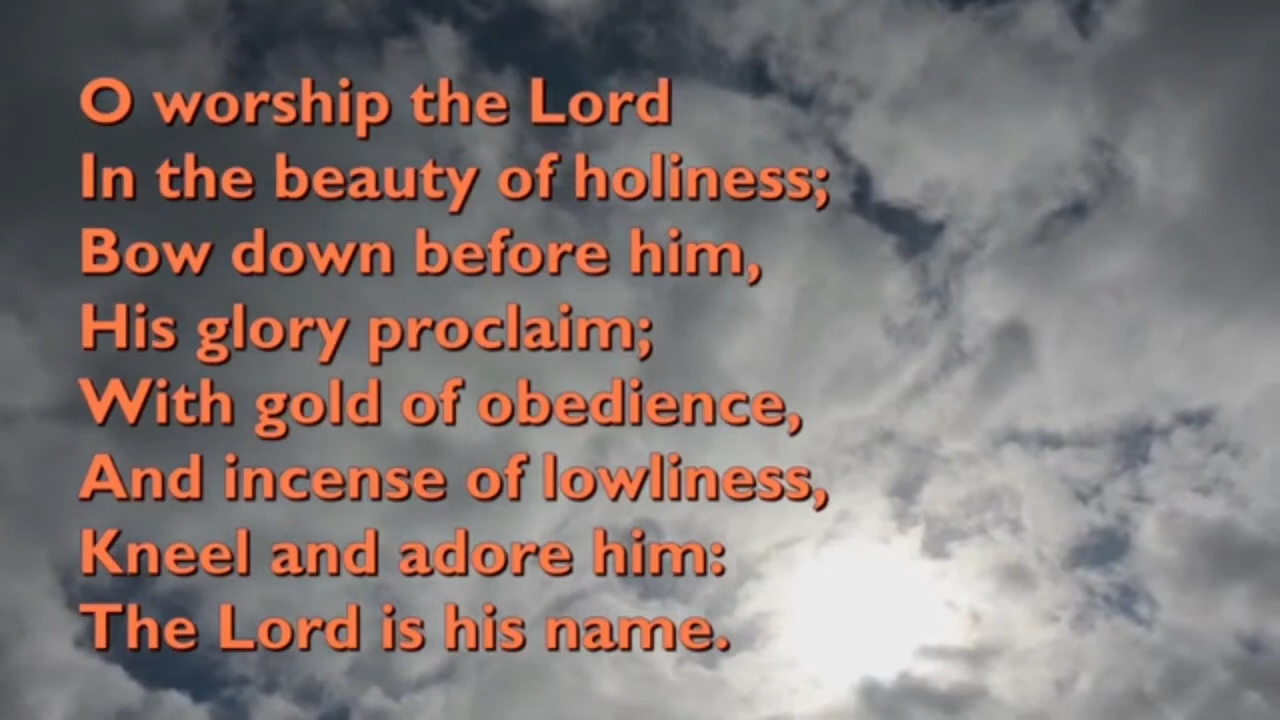 O worship the Lord
In the beauty of holiness;
Bow down before him,
His glory proclaim;
With gold of obedience,
And incense of lowliness,
Kneel and adore him:
The Lord is his name.